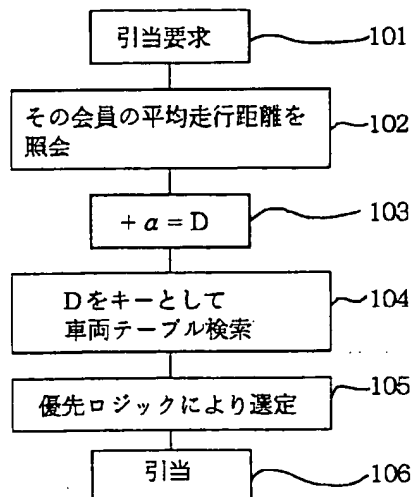 引当要求
101
その会員の平均走行距離を
照会
102
+ a = D
103
Dをキーとして
車両テーブル検索
104
優先ロジックにより選定
105
引当
106